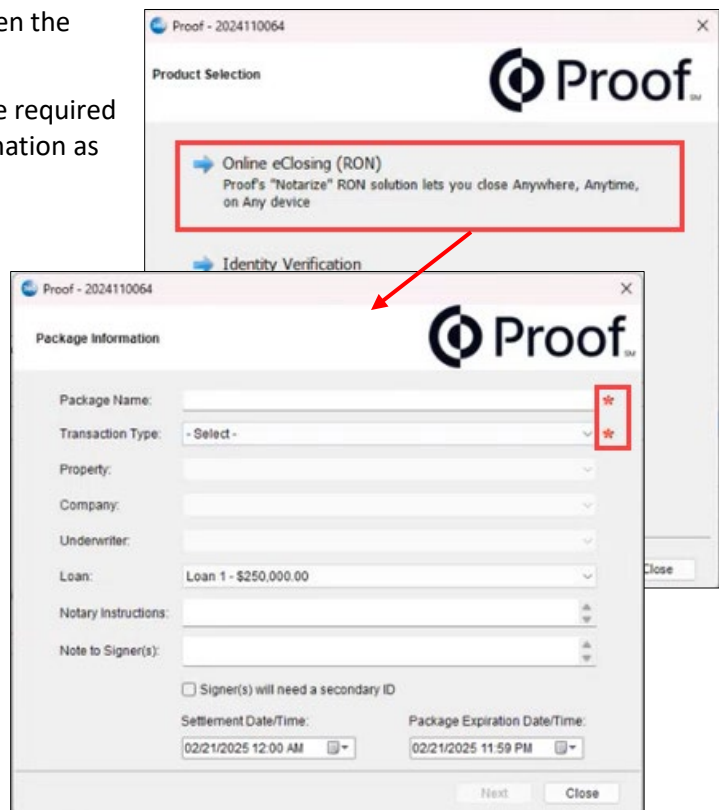 en the
e required
nation as
Proof - 2024110064
Product Selection
Proof SM
Online eClosing (RON)
Proof's "Notarize" RON solution lets you close Anywhere, Anytime,
on Any device
Identity Verification
Close
Proof - 2024110064
Package Information
Proof SM
Package Name: *
Transaction Type: - Select - *
Property:
Company:
Underwriter:
Loan: Loan 1 - $250,000.00
Notary Instructions:
Note to Signer(s):
Signer(s) will need a secondary ID
Settlement Date/Time: Package Expiration Date/Time:
02/21/2025 12:00 AM 02/21/2025 11:59 PM
Next Close